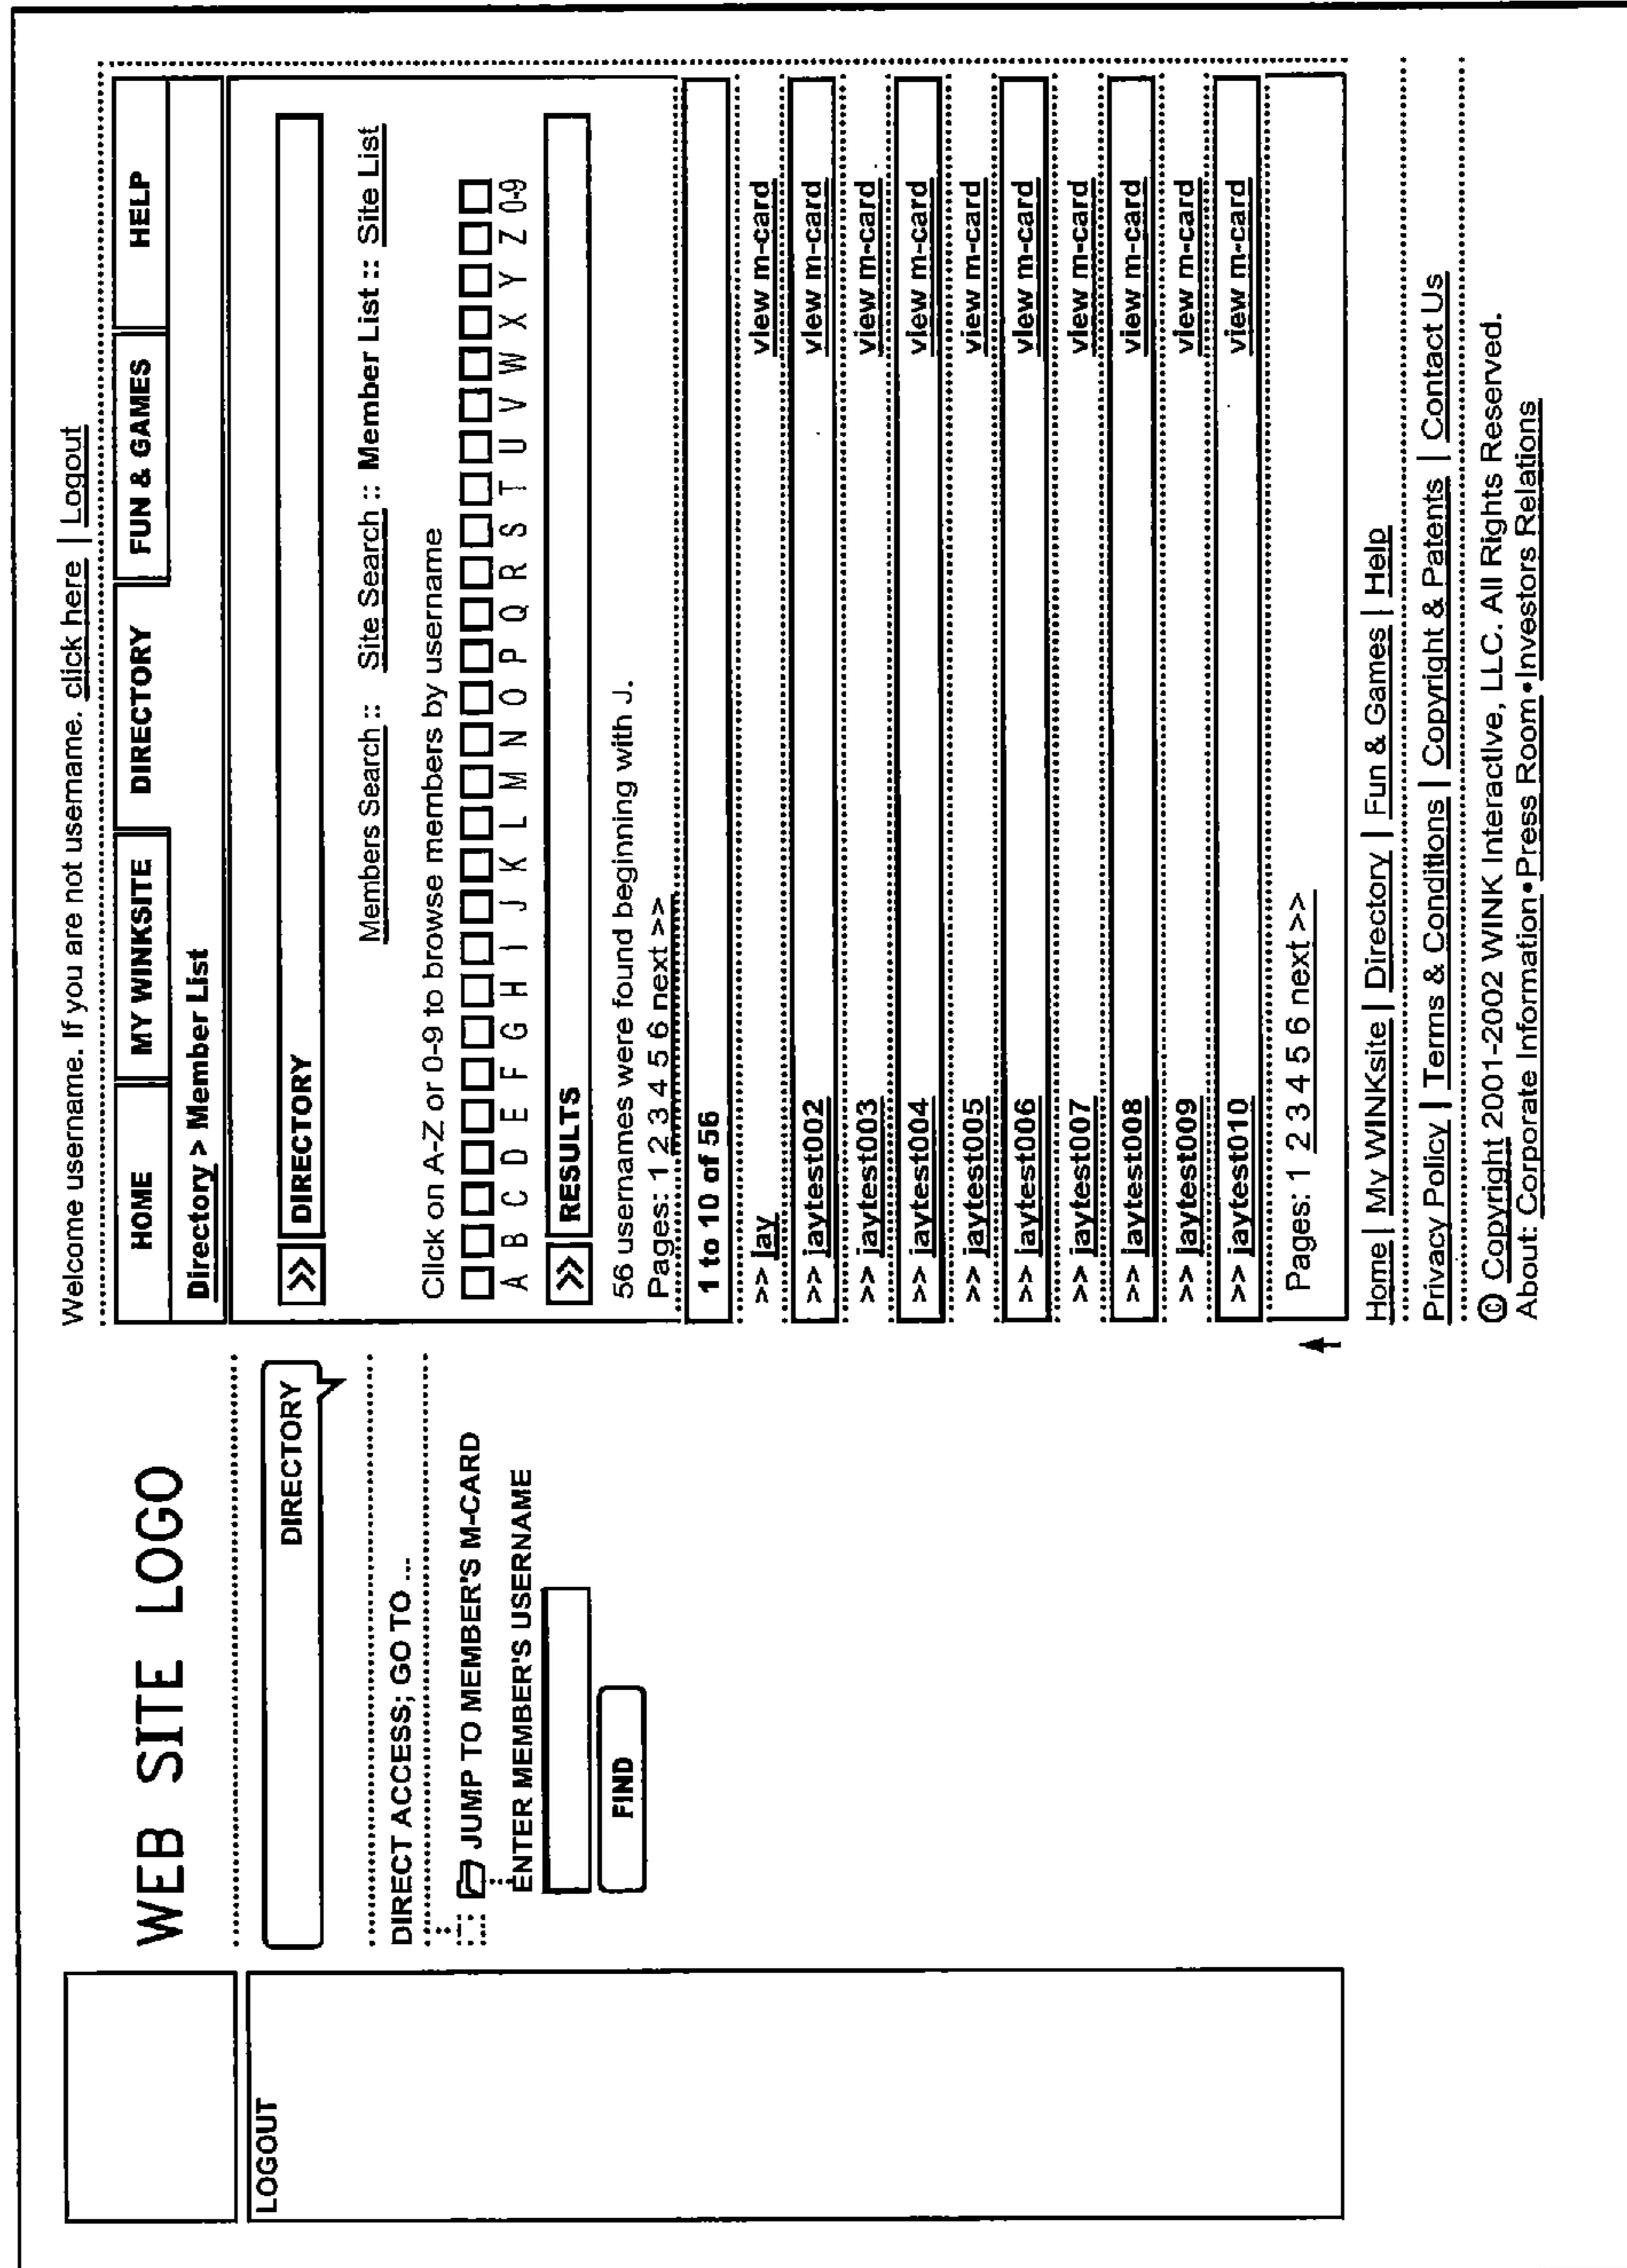 LOGOUT
WEB SITE LOGO
DIRECTORY
DIRECT ACCESS; GO TO ...
JUMP TO MEMBER'S M-CARD
ENTER MEMBER'S USERNAME
FIND
Welcome username. If you are not username, click here | Logout
HOME MY WINKSITE DIRECTORY FUN & GAMES HELP
Directory > Member List
>> DIRECTORY
Members Search :: Site Search :: Member List :: Site List
Click on A-Z or 0-9 to browse members by username
A B C D E F G H I J K L M N O P Q R S T U V W X Y Z 0-9
>> RESULTS
56 usernames were found beginning with J.
Pages: 1 2 3 4 5 6 next >>
1 to 10 of 56
>> jay view m-card
>> jaytest002 view m-card
>> jaytest003 view m-card
>> jaytest004 view m-card
>> jaytest005 view m-card
>> jaytest006 view m-card
>> jaytest007 view m-card
>> jaytest008 view m-card
>> jaytest009 view m-card
>> jaytest010 view m-card
Pages: 1 2 3 4 5 6 next >>
Home | My WINKsite | Directory | Fun & Games | Help
Privacy Policy | Terms & Conditions | Copyright & Patents | Contact Us
© Copyright 2001-2002 WINK Interactive, LLC. All Rights Reserved.
About: Corporate Information•Press Room•Investors Relations